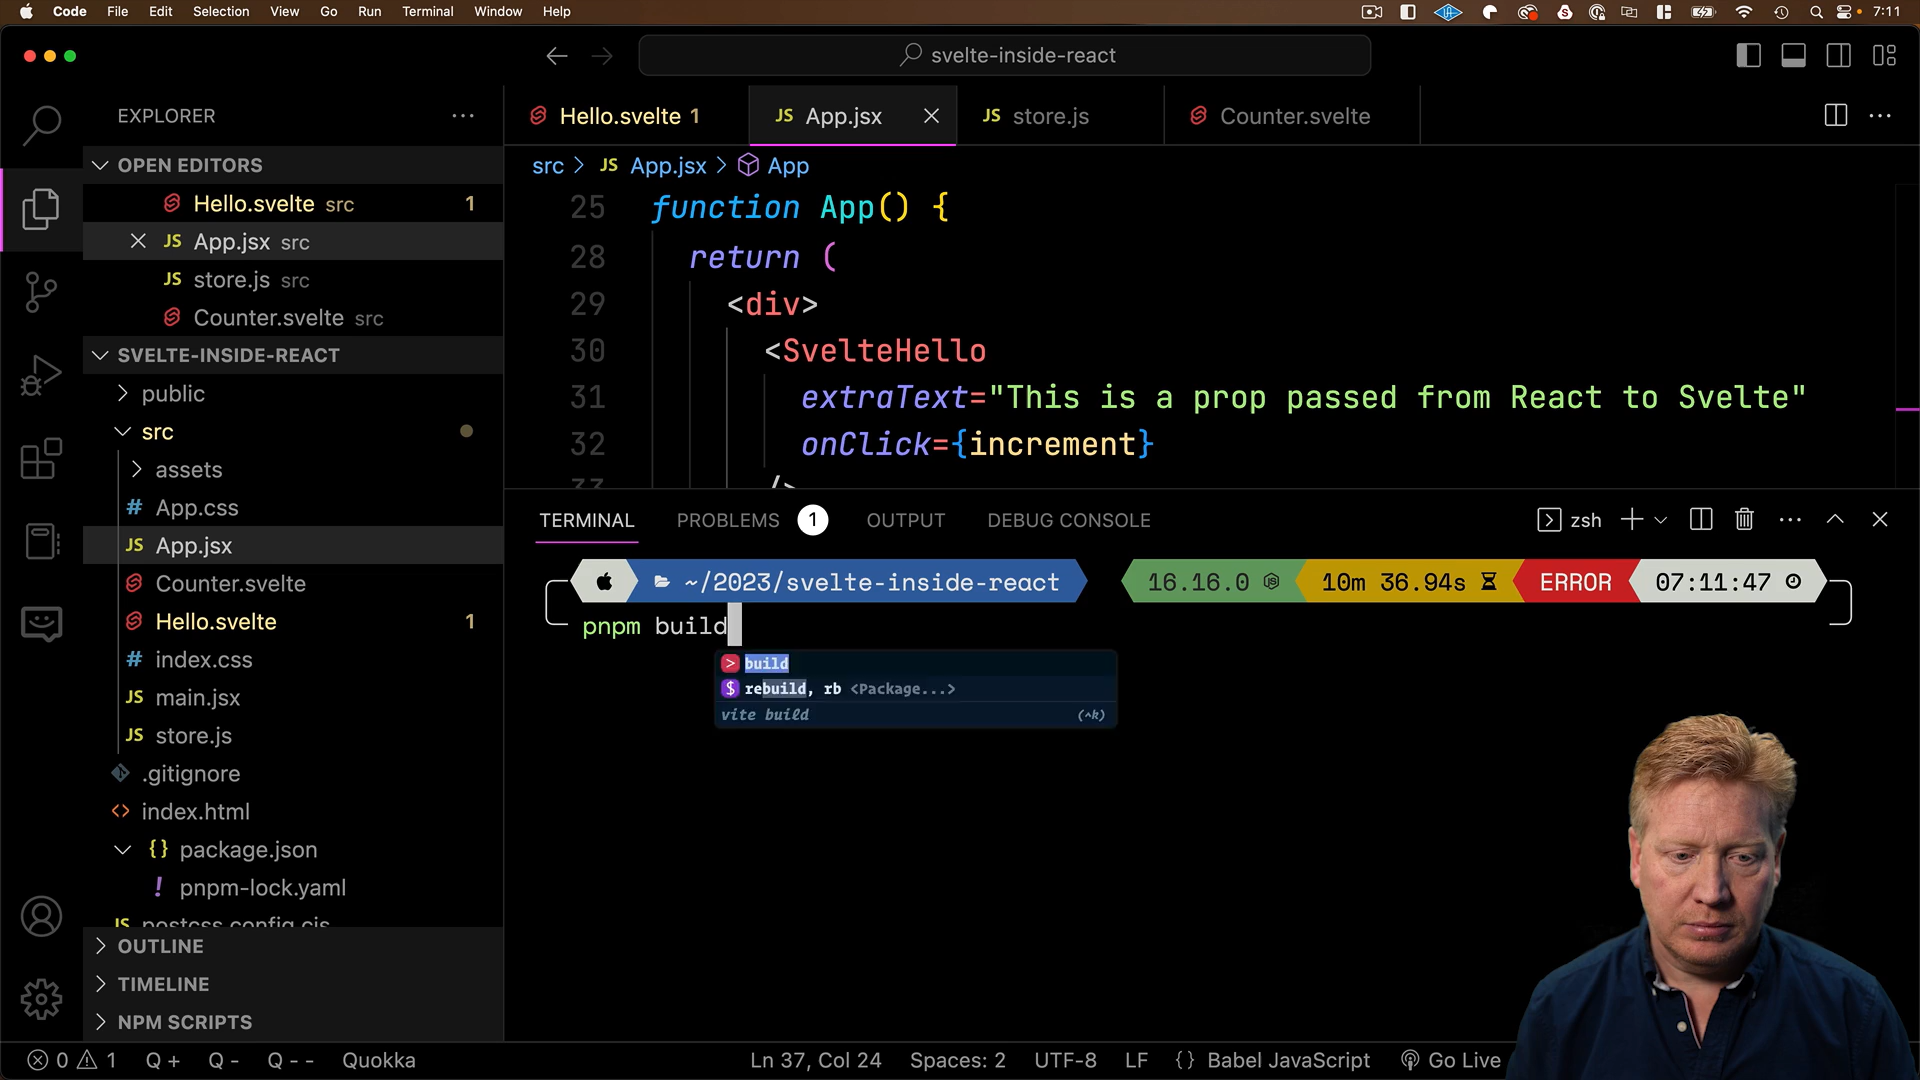 Code File Edit Selection View Go Run Terminal Window Help 7:11
svelte-inside-react
EXPLORER
OPEN EDITORS
Hello.svelte src 1
JS App.jsx src
JS store.js src
Counter.svelte src
SVELTE-INSIDE-REACT
public
src
assets
# App.css
JS App.jsx
Counter.svelte
Hello.svelte 1
# index.css
JS main.jsx
JS store.js
.gitignore
<> index.html
{} package.json
! pnpm-lock.yaml
JS postcss.config.cjs
OUTLINE
TIMELINE
NPM SCRIPTS
Hello.svelte 1 JS App.jsx JS store.js Counter.svelte
src > JS App.jsx > App
25 function App() {
28 return (
29 <div>
30 <SvelteHello
31 extraText="This is a prop passed from React to Svelte"
32 onClick={increment}
33 />
TERMINAL PROBLEMS 1 OUTPUT DEBUG CONSOLE zsh
~/2023/svelte-inside-react 16.16.0 10m 36.94s ERROR 07:11:47
pnpm build
> build
$ rebuild, rb <Package...>
vite build (^k)
0 1 Q + Q - Q - - Quokka Ln 37, Col 24 Spaces: 2 UTF-8 LF {} Babel JavaScript Go Live